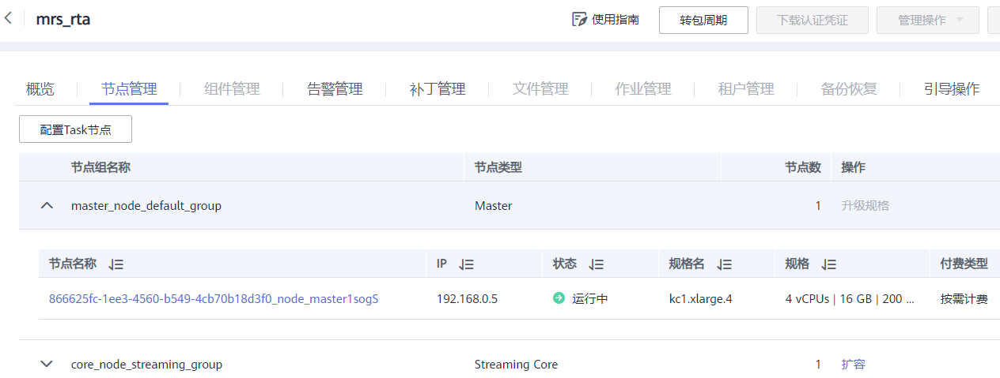 mrs_rta 使用指南 转包周期 下载认证凭证 管理操作
概览 节点管理 组件管理 告警管理 补丁管理 文件管理 作业管理 租户管理 备份恢复 引导操作
配置Task节点
节点组名称 节点类型 节点数 操作
master_node_default_group Master 1 升级规格
节点名称 IP 状态 规格名 规格 付费类型
866625fc-1ee3-4560-b549-4cb70b18d3f0_node_master1sogS 192.168.0.5 运行中 kc1.xlarge.4 4 vCPUs | 16 GB | 200 ... 按需计费
core_node_streaming_group Streaming Core 1 扩容